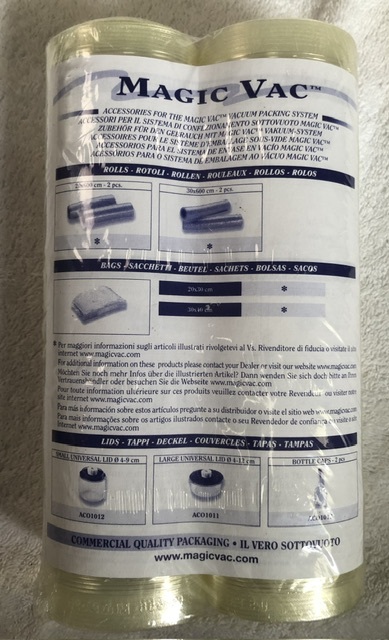 MAGIC VAC™
ACCESSORIES FOR THE MAGIC VAC™ VACUUM PACKING SYSTEM
ACCESSORI PER IL SISTEMA DI CONFEZIONAMENTO SOTTOVUOTO MAGIC VAC™
ZUBEHÖR FÜR DEN GEBRAUCH MIT MAGIC VAC™ VAKUUM-SYSTEM
ACCESSOIRES POUR LE SYSTÈME D'EMBALLAGE SOUS-VIDE MAGIC VAC™
ACCESSORIOS PARA EL SISTEMA DE ENVASE EN VACÍO MAGIC VAC™
ACESSÓRIOS PARA O SISTEMA DE EMBALAGEM AO VÁCUO MAGIC VAC™
ROLLS - ROTOLI - ROLLEN - ROULEAUX - ROLLOS - ROLOS
cm - 2 pcs.
30x600 cm - 2 pcs.
*
*
BAGS - SACCHETTI - BEUTEL - SACHETS - BOLSAS - SACOS
20x30 cm *
30x40 cm *
* Per maggiori informazioni sugli articoli illustrati rivolgetevi al Vs. Rivenditore di fiducia o visitate il sito
internet www.magicvac.com
For additional information on these products please contact your Dealer or visit our website www.magicvac.com
Möchten Sie noch mehr Infos über die illustrierten Artikel? Dann wenden Sie sich doch bitte an Ihren
Vertrauenshändler oder besuchen Sie die Webseite www.magicvac.com
Pour toute information ultérieure sur ces produits veuillez contacter votre Revendeur ou visiter notre
site internet www.magicvac.com
Para más información sobre estos artículos pregunte a su distribuidor o visite el sitio web www.magicvac.com
Para mais informações sobre os artigos ilustrados contacte o seu Revendedor de confiança ou visite o sito
Internet www.magicvac.com
LIDS - TAPPI - DECKEL - COUVERCLES - TAPAS - TAMPAS
SMALL UNIVERSAL LID Ø 4-9 cm
LARGE UNIVERSAL LID Ø 4-13 cm
BOTTLE CAPS - 2 pcs.
ACO1012
ACO1011
COMMERCIAL QUALITY PACKAGING • IL VERO SOTTOVUOTO
www.magicvac.com